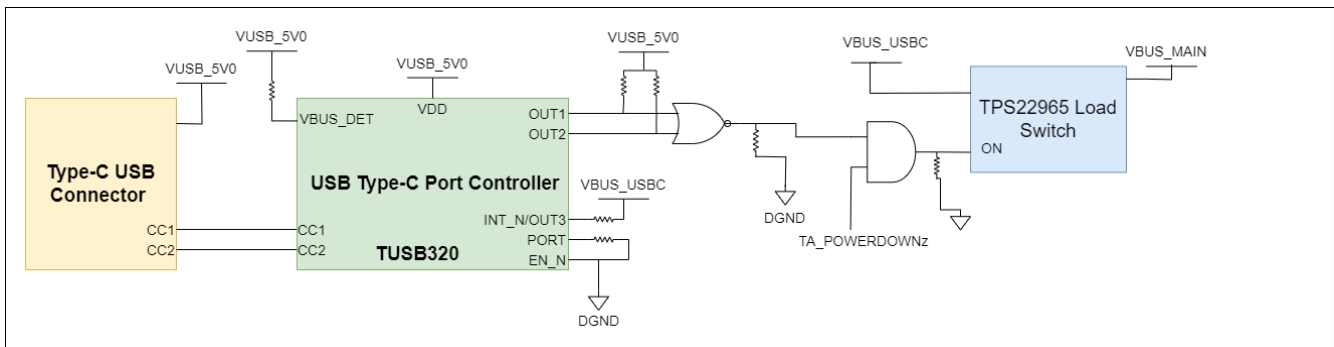 VUSB_5V0
VUSB_5V0
Type-C USB
Connector
CC1
CC2
VUSB_5V0
VDD
VBUS_DET
OUT1
OUT2
USB Type-C Port Controller
INT_N/OUT3
CC1
PORT
CC2
TUSB320
EN_N
VUSB_5V0
VBUS_USBC
DGND
DGND
TA_POWERDOWNz
VBUS_USBC
VBUS_MAIN
TPS22965 Load
Switch
ON